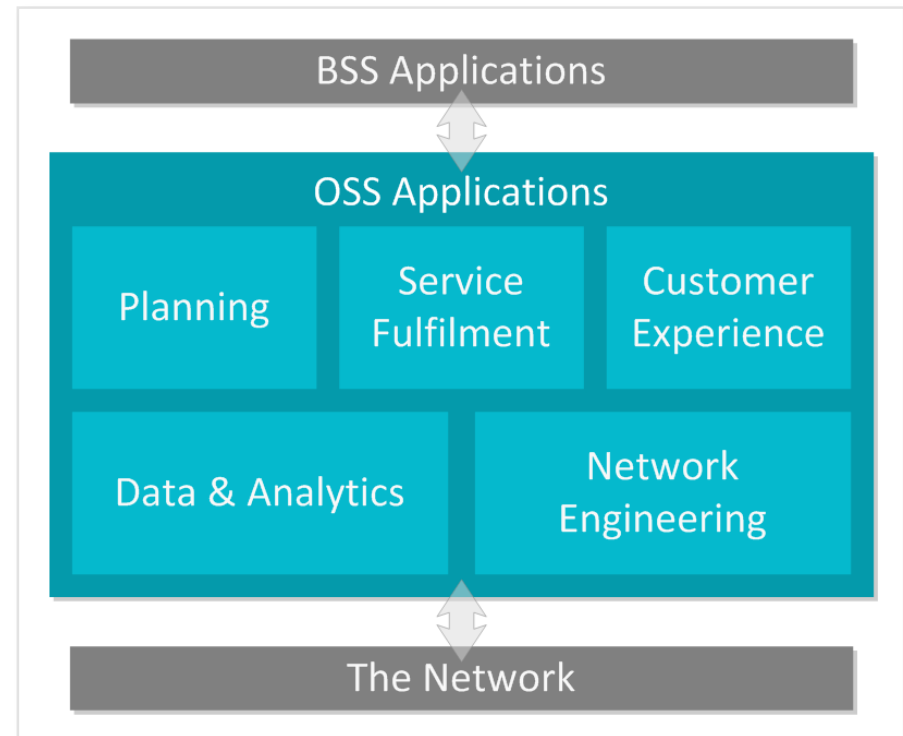 BSS Applications
OSS Applications
Planning
Service
Fulfilment
Customer
Experience
Data & Analytics
Network
Engineering
The Network